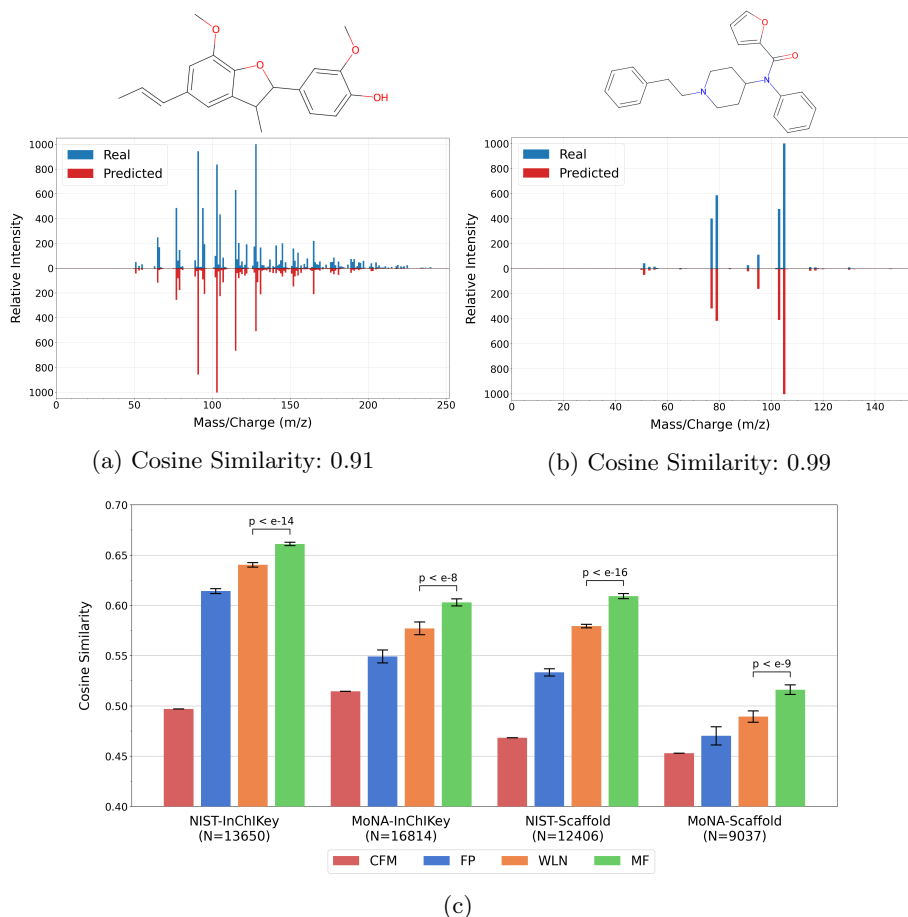 O
O
O
OH
O
O
N
N
1000
800
600
400
200
0
200
400
600
800
1000
Relative Intensity
Real
Predicted
0
50
100
150
200
250
Mass/Charge (m/z)
1000
800
600
400
200
0
200
400
600
800
1000
Relative Intensity
Real
Predicted
0
20
40
60
80
100
120
140
Mass/Charge (m/z)
(a) Cosine Similarity: 0.91
(b) Cosine Similarity: 0.99
0.70
0.65
0.60
0.55
0.50
0.45
0.40
Cosine Similarity
p < e-14
p < e-8
p < e-16
p < e-9
NIST-InChIKey
(N=13650)
MoNA-InChIKey
(N=16814)
NIST-Scaffold
(N=12406)
MoNA-Scaffold
(N=9037)
CFM
FP
WLN
MF
(c)